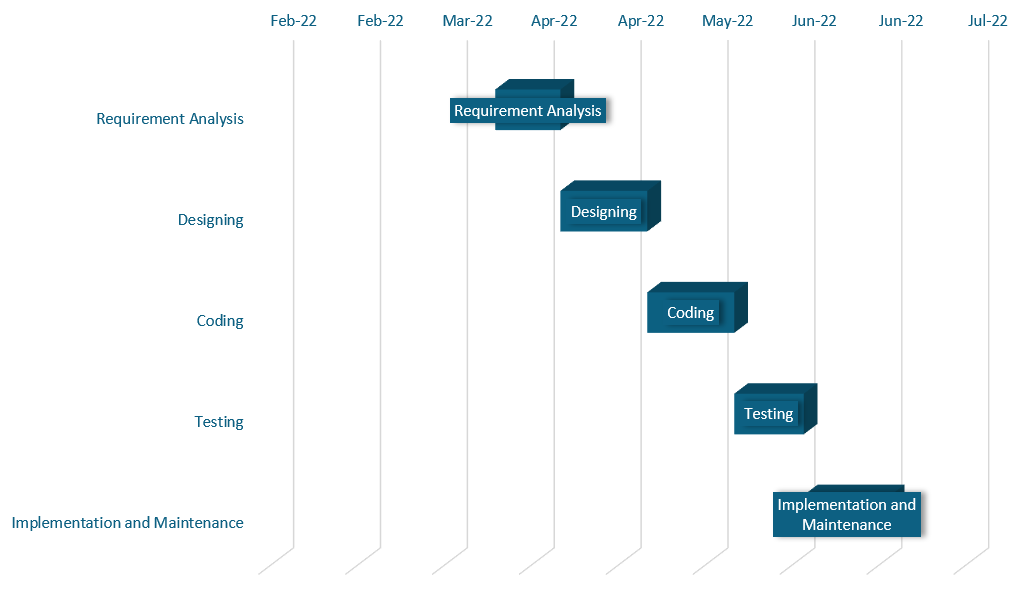 Feb-22 Feb-22 Mar-22 Apr-22 Apr-22 May-22 Jun-22 Jun-22 Jul-22
Requirement Analysis
Requirement Analysis
Designing
Designing
Coding
Coding
Testing
Testing
Implementation and Maintenance
Implementation and
Maintenance